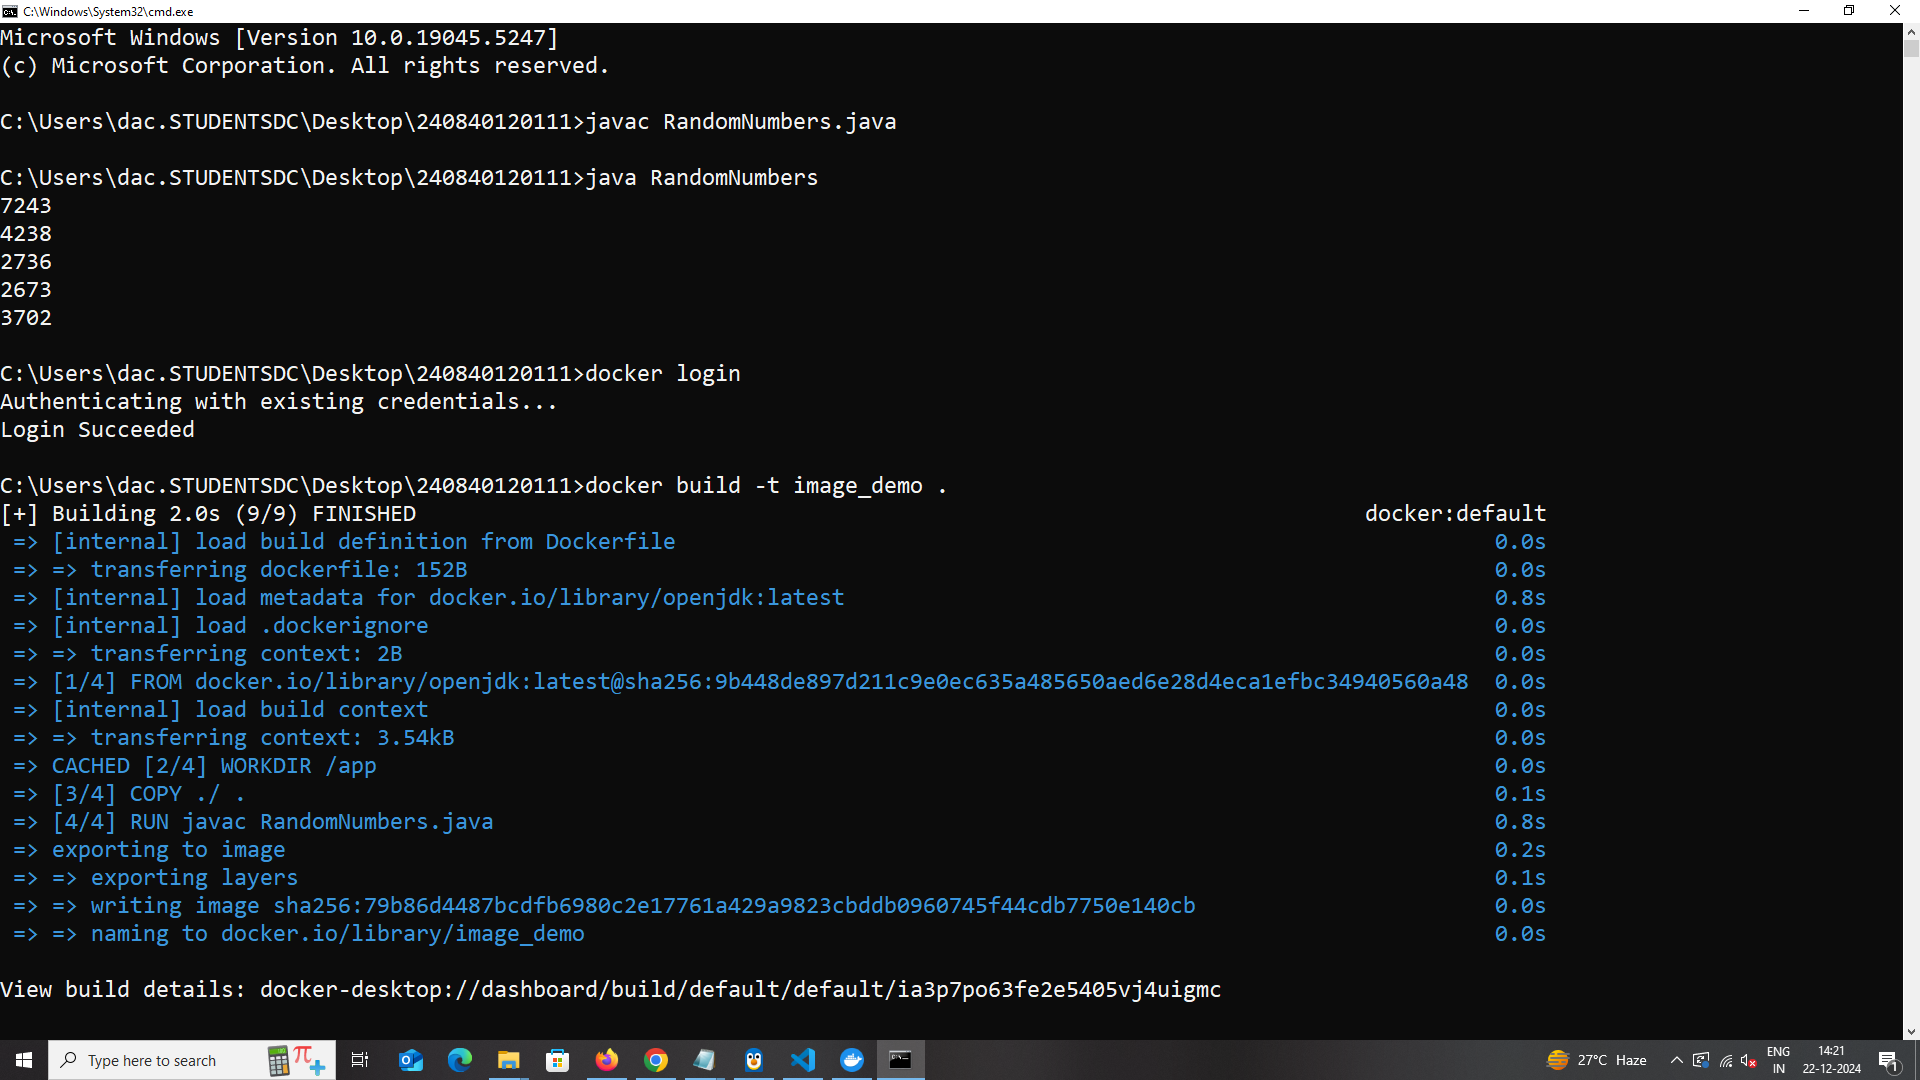 C:\Windows\System32\cmd.exe
Microsoft Windows [Version 10.0.19045.5247]
(c) Microsoft Corporation. All rights reserved.
C:\Users\dac.STUDENTSDC\Desktop\240840120111>javac RandomNumbers.java
C:\Users\dac.STUDENTSDC\Desktop\240840120111>java RandomNumbers
7243
4238
2736
2673
3702
C:\Users\dac.STUDENTSDC\Desktop\240840120111>docker login
Authenticating with existing credentials...
Login Succeeded
C:\Users\dac.STUDENTSDC\Desktop\240840120111>docker build -t image_demo .
[+] Building 2.0s (9/9) FINISHED docker:default
=> [internal] load build definition from Dockerfile 0.0s
=> => transferring dockerfile: 152B 0.0s
=> [internal] load metadata for docker.io/library/openjdk:latest 0.8s
=> [internal] load .dockerignore 0.0s
=> => transferring context: 2B 0.0s
=> [1/4] FROM docker.io/library/openjdk:latest@sha256:9b448de897d211c9e0ec635a485650aed6e28d4eca1efbc34940560a48 0.0s
=> [internal] load build context 0.0s
=> => transferring context: 3.54kB 0.0s
=> CACHED [2/4] WORKDIR /app 0.0s
=> [3/4] COPY ./ . 0.1s
=> [4/4] RUN javac RandomNumbers.java 0.8s
=> exporting to image 0.2s
=> => exporting layers 0.1s
=> => writing image sha256:79b86d4487bcdfb6980c2e17761a429a9823cbddb0960745f44cdb7750e140cb 0.0s
=> => naming to docker.io/library/image_demo 0.0s
View build details: docker-desktop://dashboard/build/default/default/ia3p7po63fe2e5405vj4uigmc
Type here to search
27°C Haze
ENG
IN
14:21
22-12-2024
1